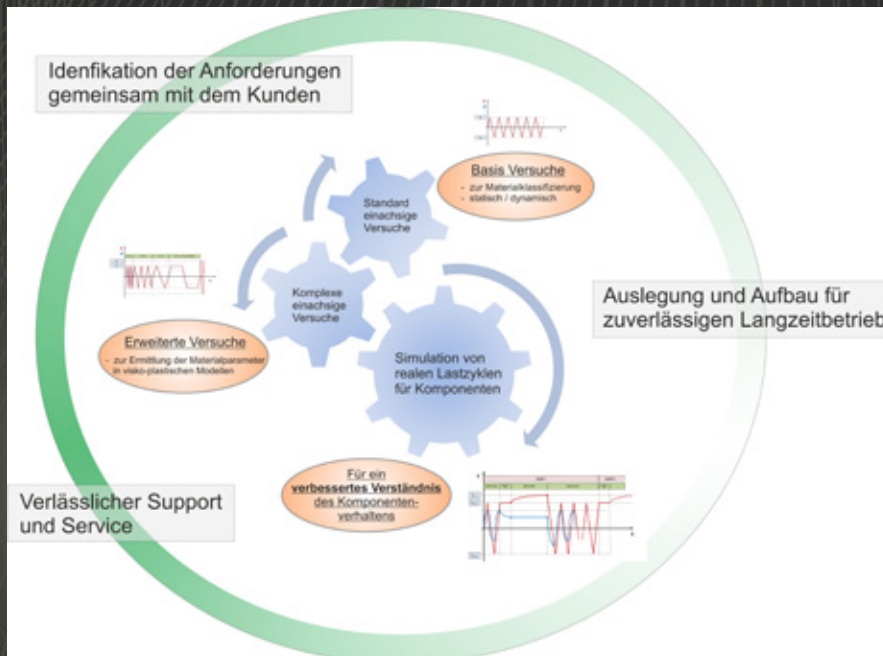 Idenfikation der Anforderungen
gemeinsam mit dem Kunden
Basis Versuche
- zur Materialklassifizierung
- statisch / dynamisch
Standard
einachsige
Versuche
Komplexe
einachsige
Versuche
Erweiterte Versuche
- zur Ermittlung der Materialparameter
in visko-plastischen Modellen
Auslegung und Aufbau für
zuverlässigen Langzeitbetrieb
Simulation von
realen Lastzyklen
für Komponenten
Für ein
verbessertes Verständnis
des Komponenten-
verhaltens
Verlässlicher Support
und Service